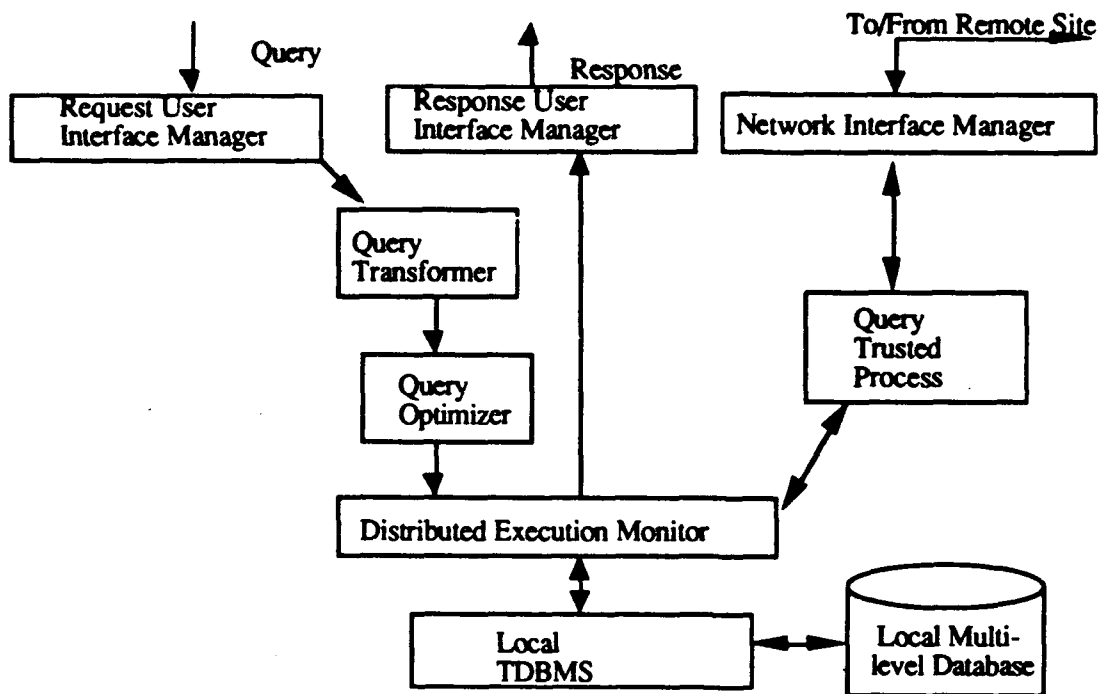 To/From Remote Site
Query
Response
Request User
Interface Manager
Response User
Interface Manager
Network Interface Manager
Query
Transformer
Query
Trusted
Process
Query
Optimizer
Distributed Execution Monitor
Local
TDBMS
Local Multi-
level Database